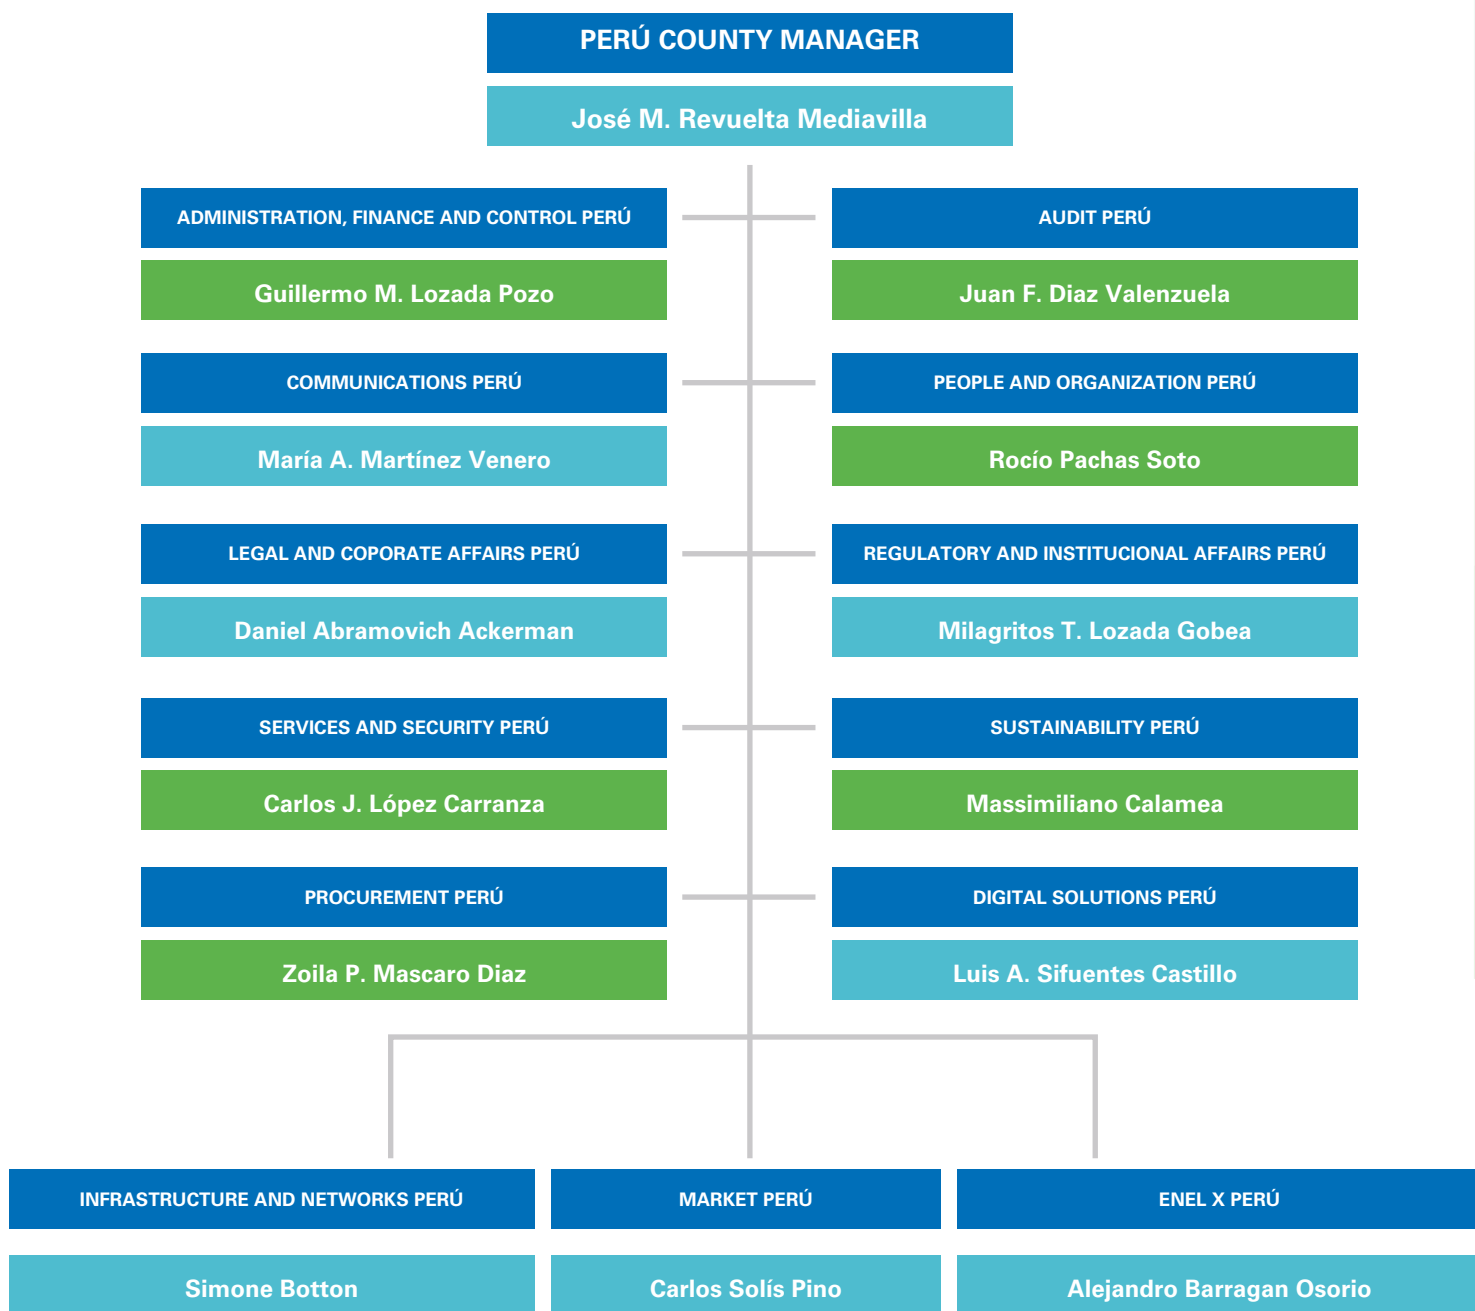 PERÚ COUNTY MANAGER
José M. Revuelta Mediavilla
ADMINISTRATION, FINANCE AND CONTROL PERÚ
Guillermo M. Lozada Pozo
AUDIT PERÚ
Juan F. Diaz Valenzuela
COMMUNICATIONS PERÚ
María A. Martínez Venero
PEOPLE AND ORGANIZATION PERÚ
Rocío Pachas Soto
LEGAL AND COPORATE AFFAIRS PERÚ
Daniel Abramovich Ackerman
REGULATORY AND INSTITUCIONAL AFFAIRS PERÚ
Milagritos T. Lozada Gobea
SERVICES AND SECURITY PERÚ
Carlos J. López Carranza
SUSTAINABILITY PERÚ
Massimiliano Calamea
PROCUREMENT PERÚ
Zoila P. Mascaro Diaz
DIGITAL SOLUTIONS PERÚ
Luis A. Sifuentes Castillo
INFRASTRUCTURE AND NETWORKS PERÚ
Simone Botton
MARKET PERÚ
Carlos Solís Pino
ENEL X PERÚ
Alejandro Barragan Osorio